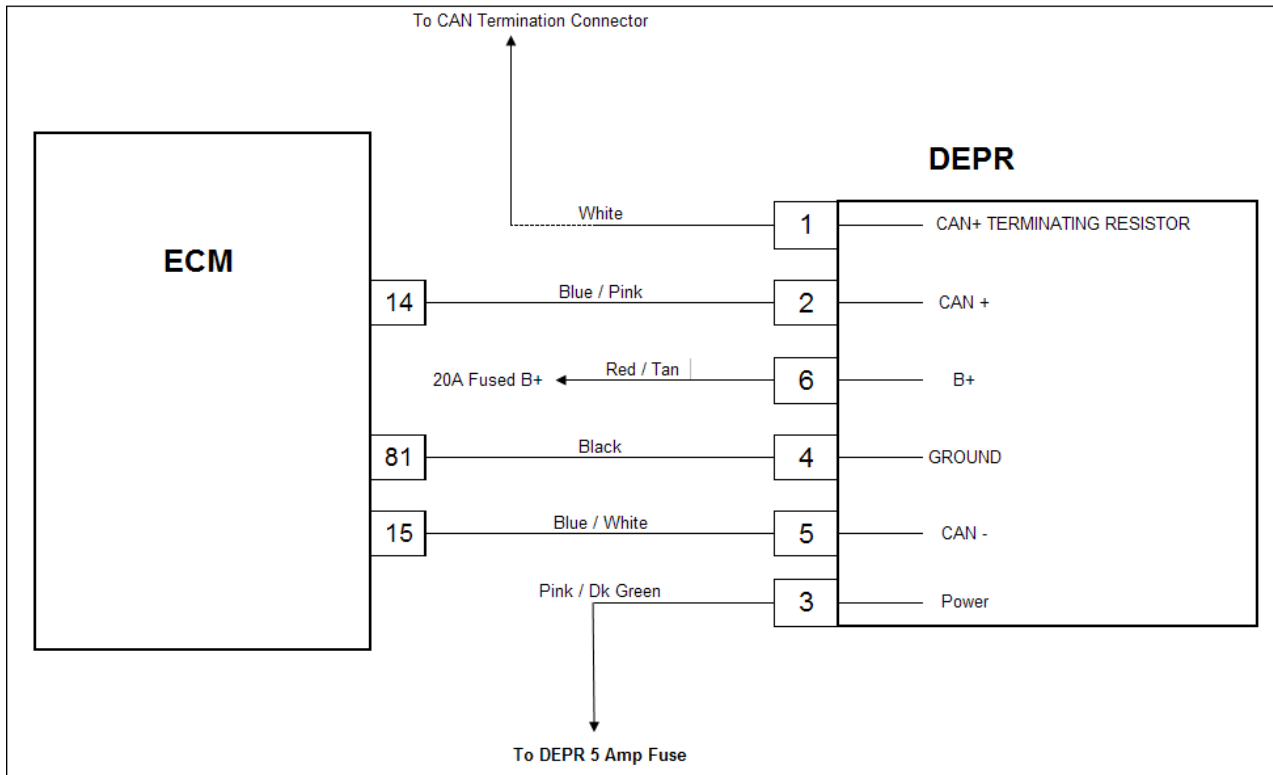 To CAN Termination Connector
DEPR
White
1
CAN+ TERMINATING RESISTOR
ECM
14
Blue / Pink
2
CAN +
20A Fused B+
Red / Tan
6
B+
81
Black
4
GROUND
15
Blue / White
5
CAN -
Pink / Dk Green
3
Power
To DEPR 5 Amp Fuse